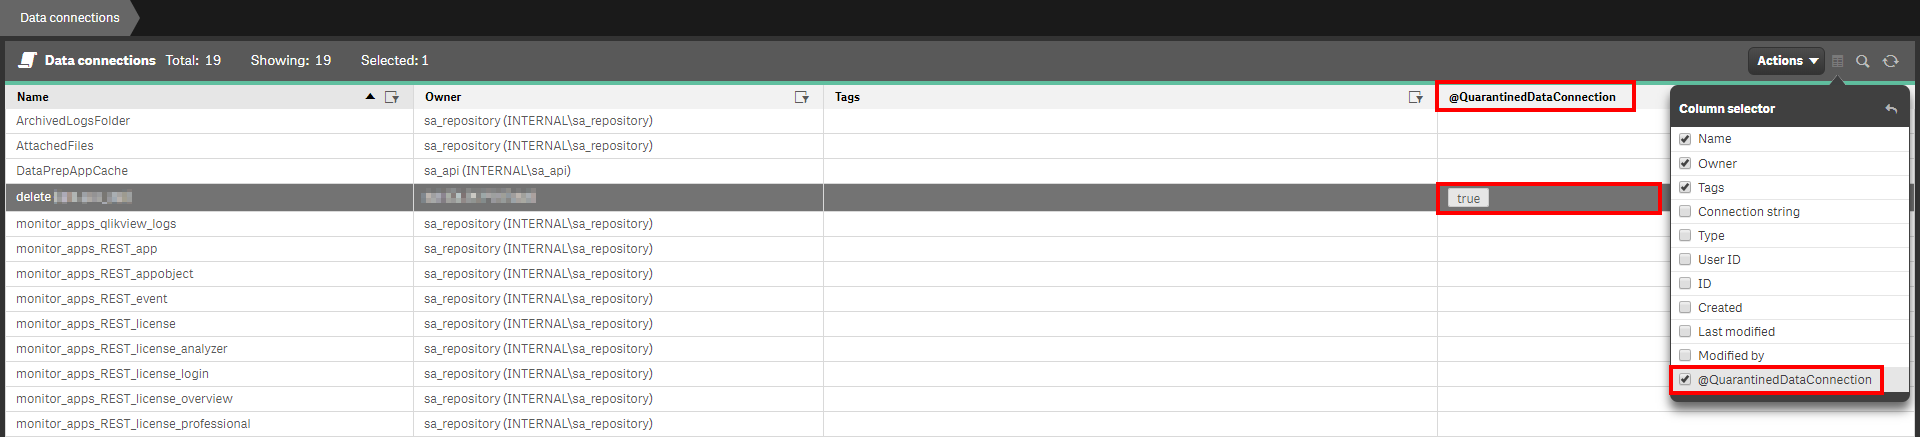 Data connections
Data connections Total: 19 Showing: 19 Selected: 1 Actions
Name Owner Tags @QuarantinedDataConnection
ArchivedLogsFolder sa_repository (INTERNAL\sa_repository)
AttachedFiles sa_repository (INTERNAL\sa_repository)
DataPrepAppCache sa_api (INTERNAL\sa_api)
delete true
monitor_apps_qlikview_logs sa_repository (INTERNAL\sa_repository)
monitor_apps_REST_app sa_repository (INTERNAL\sa_repository)
monitor_apps_REST_appobject sa_repository (INTERNAL\sa_repository)
monitor_apps_REST_event sa_repository (INTERNAL\sa_repository)
monitor_apps_REST_license sa_repository (INTERNAL\sa_repository)
monitor_apps_REST_license_analyzer sa_repository (INTERNAL\sa_repository)
monitor_apps_REST_license_login sa_repository (INTERNAL\sa_repository)
monitor_apps_REST_license_overview sa_repository (INTERNAL\sa_repository)
monitor_apps_REST_license_professional sa_repository (INTERNAL\sa_repository)
Column selector
Name
Owner
Tags
Connection string
Type
User ID
ID
Created
Last modified
Modified by
@QuarantinedDataConnection